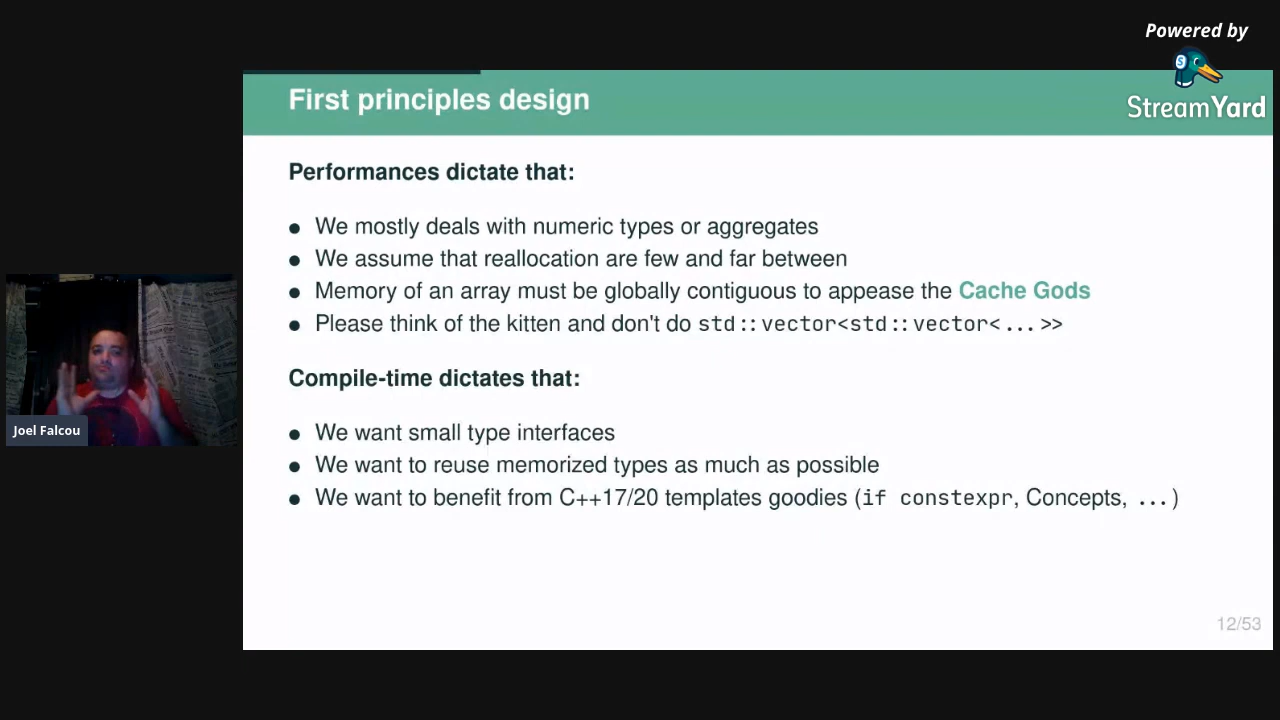 Powered by
StreamYard
First principles design
Performances dictate that:
● We mostly deals with numeric types or aggregates
● We assume that reallocation are few and far between
● Memory of an array must be globally contiguous to appease the Cache Gods
● Please think of the kitten and don't do std::vector<std::vector<...>>
Compile-time dictates that:
● We want small type interfaces
● We want to reuse memorized types as much as possible
● We want to benefit from C++17/20 templates goodies (if constexpr, Concepts, ...)
Joel Falcou
12/53